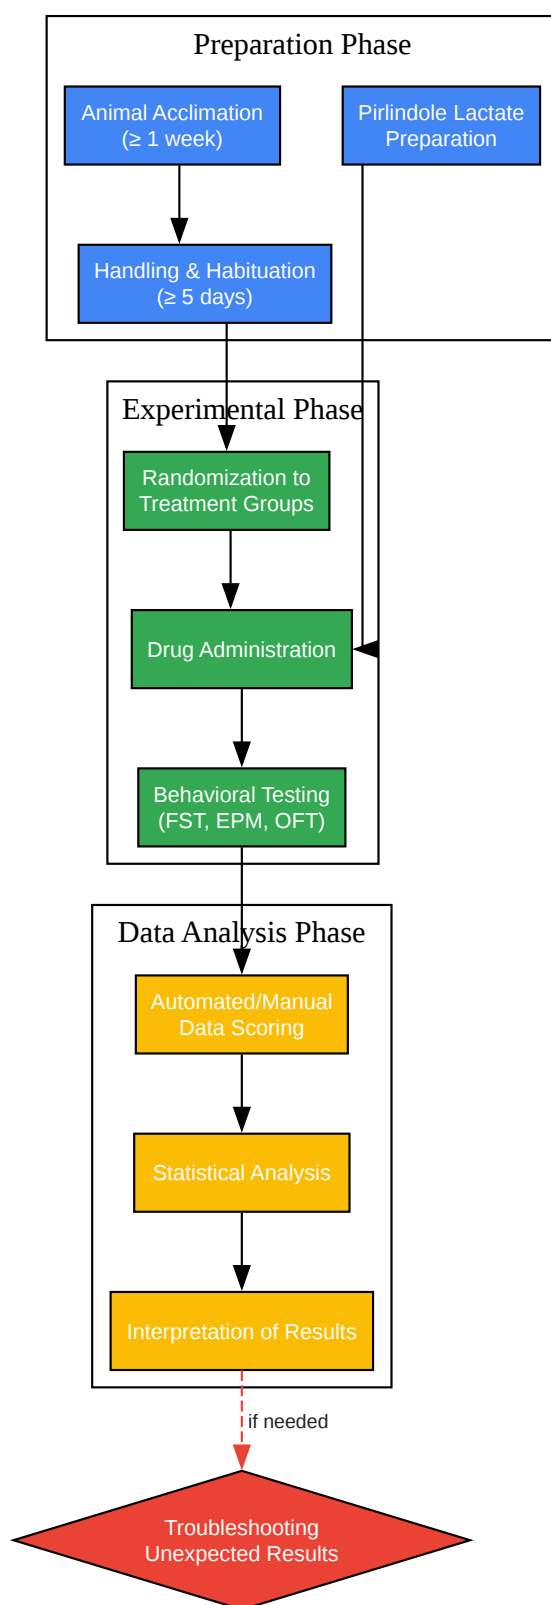 Preparation Phase
Animal Acclimation
(≥ 1 week)
Pirlindole Lactate
Preparation
Handling & Habituation
(≥ 5 days)
Experimental Phase
Randomization to
Treatment Groups
Drug Administration
Behavioral Testing
(FST, EPM, OFT)
Data Analysis Phase
Automated/Manual
Data Scoring
Statistical Analysis
Interpretation of Results
if needed
Troubleshooting
Unexpected Results